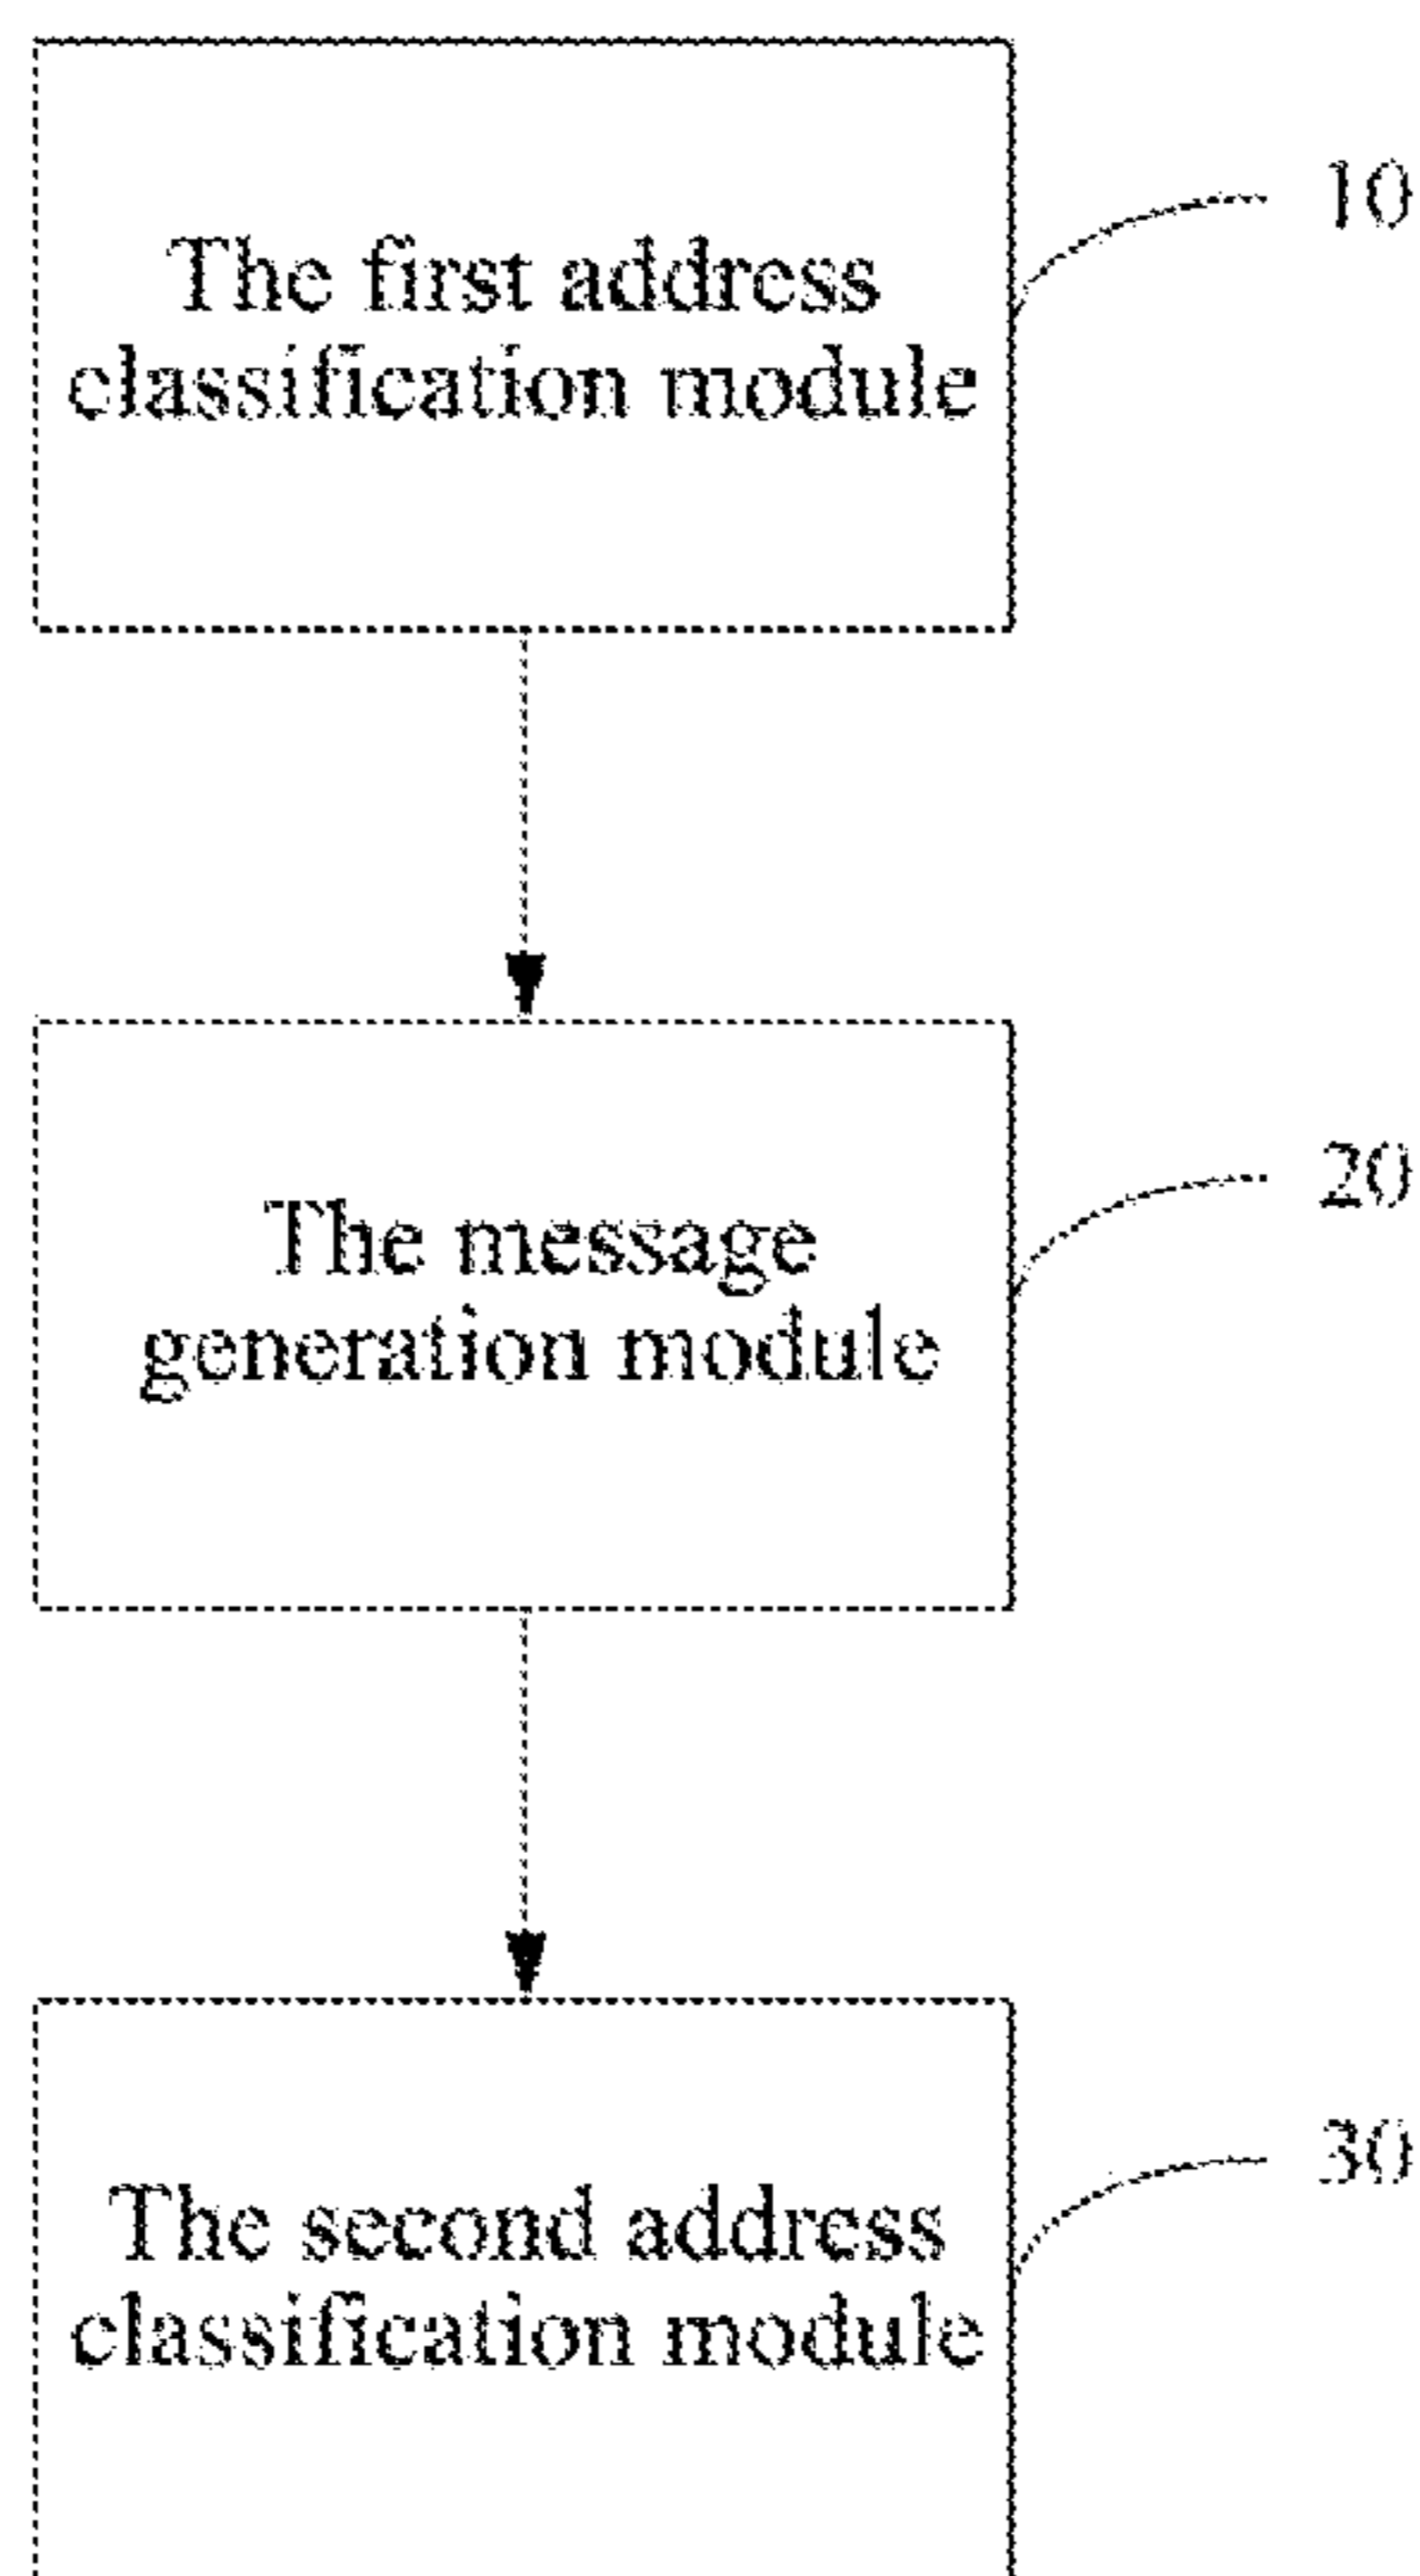 The first address
classification module
10
The message
generation module
20
The second address
classification module
30